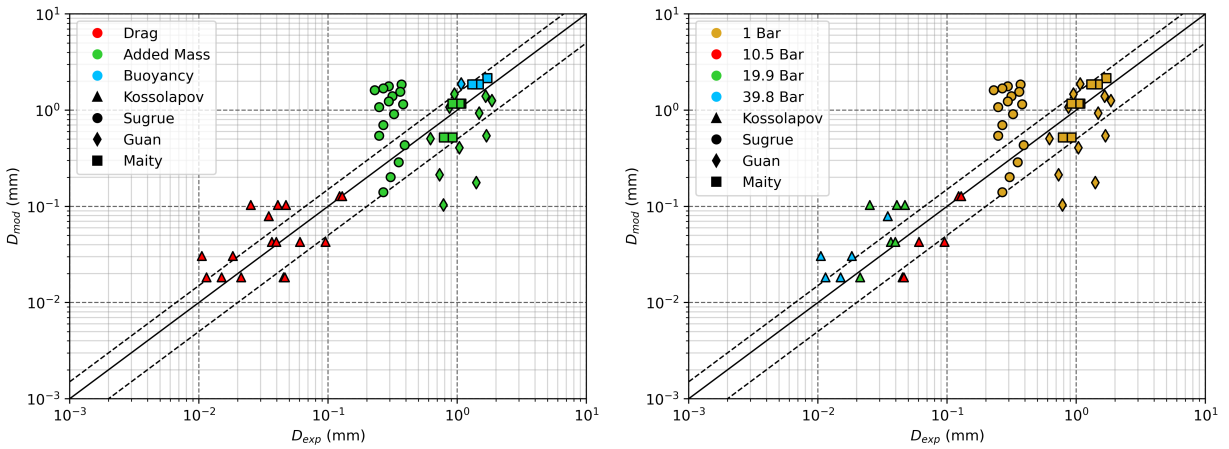 10¹
10⁰
10⁻¹
10⁻²
10⁻³
D_mod (mm)
Drag
Added Mass
Buoyancy
Kossolapov
Sugrue
Guan
Maity
10⁻³ 10⁻² 10⁻¹ 10⁰ 10¹
D_exp (mm)
10¹
10⁰
10⁻¹
10⁻²
10⁻³
D_mod (mm)
1 Bar
10.5 Bar
19.9 Bar
39.8 Bar
Kossolapov
Sugrue
Guan
Maity
10⁻³ 10⁻² 10⁻¹ 10⁰ 10¹
D_exp (mm)